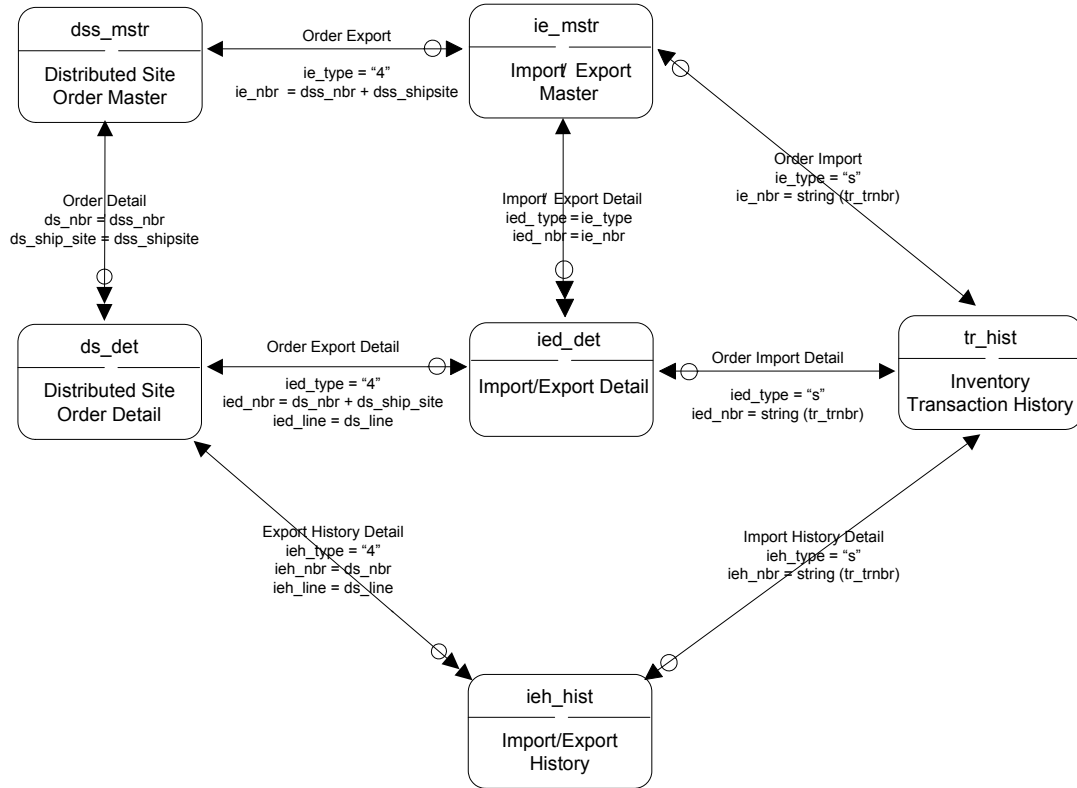 dss_mstr
Distributed Site
Order Master
Order Export
ie_type = "4"
ie_nbr = dss_nbr + dss_shipsite
ie_mstr
Import/ Export
Master
Order Detail
ds_nbr = dss_nbr
ds_ship_site = dss_shipsite
Import/ Export Detail
ied_type = ie_type
ied_nbr = ie_nbr
Order Import
ie_type = “s”
ie_nbr = string (tr_trnbr)
ds_det
Distributed Site
Order Detail
Order Export Detail
ied_type = “4”
ied_nbr = ds_nbr + ds_ship_site
ied_line = ds_line
ied_det
Import/Export Detail
Order Import Detail
ied_type = “s”
ied_nbr = string (tr_trnbr)
tr_hist
Inventory
Transaction History
Export History Detail
ieh_type = “4”
ieh_nbr = ds_nbr
ieh_line = ds_line
Import History Detail
ieh_type = “s”
ieh_nbr = string (tr_trnbr)
ieh_hist
Import/Export
History